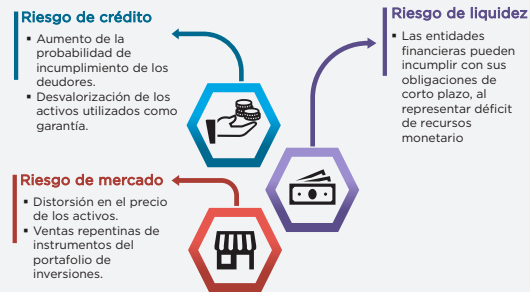 Riesgo de crédito
▪ Aumento de la
probabilidad de
incumplimiento de los
deudores.
▪ Desvalorización de los
activos utilizados como
garantía.
Riesgo de liquidez
▪ Las entidades
financieras pueden
incumplir con sus
obligaciones de
corto plazo, al
representar déficit
de recursos
monetario
Riesgo de mercado
▪ Distorsión en el precio
de los activos.
▪ Ventas repentinas de
instrumentos del
portafolio de
inversiones.